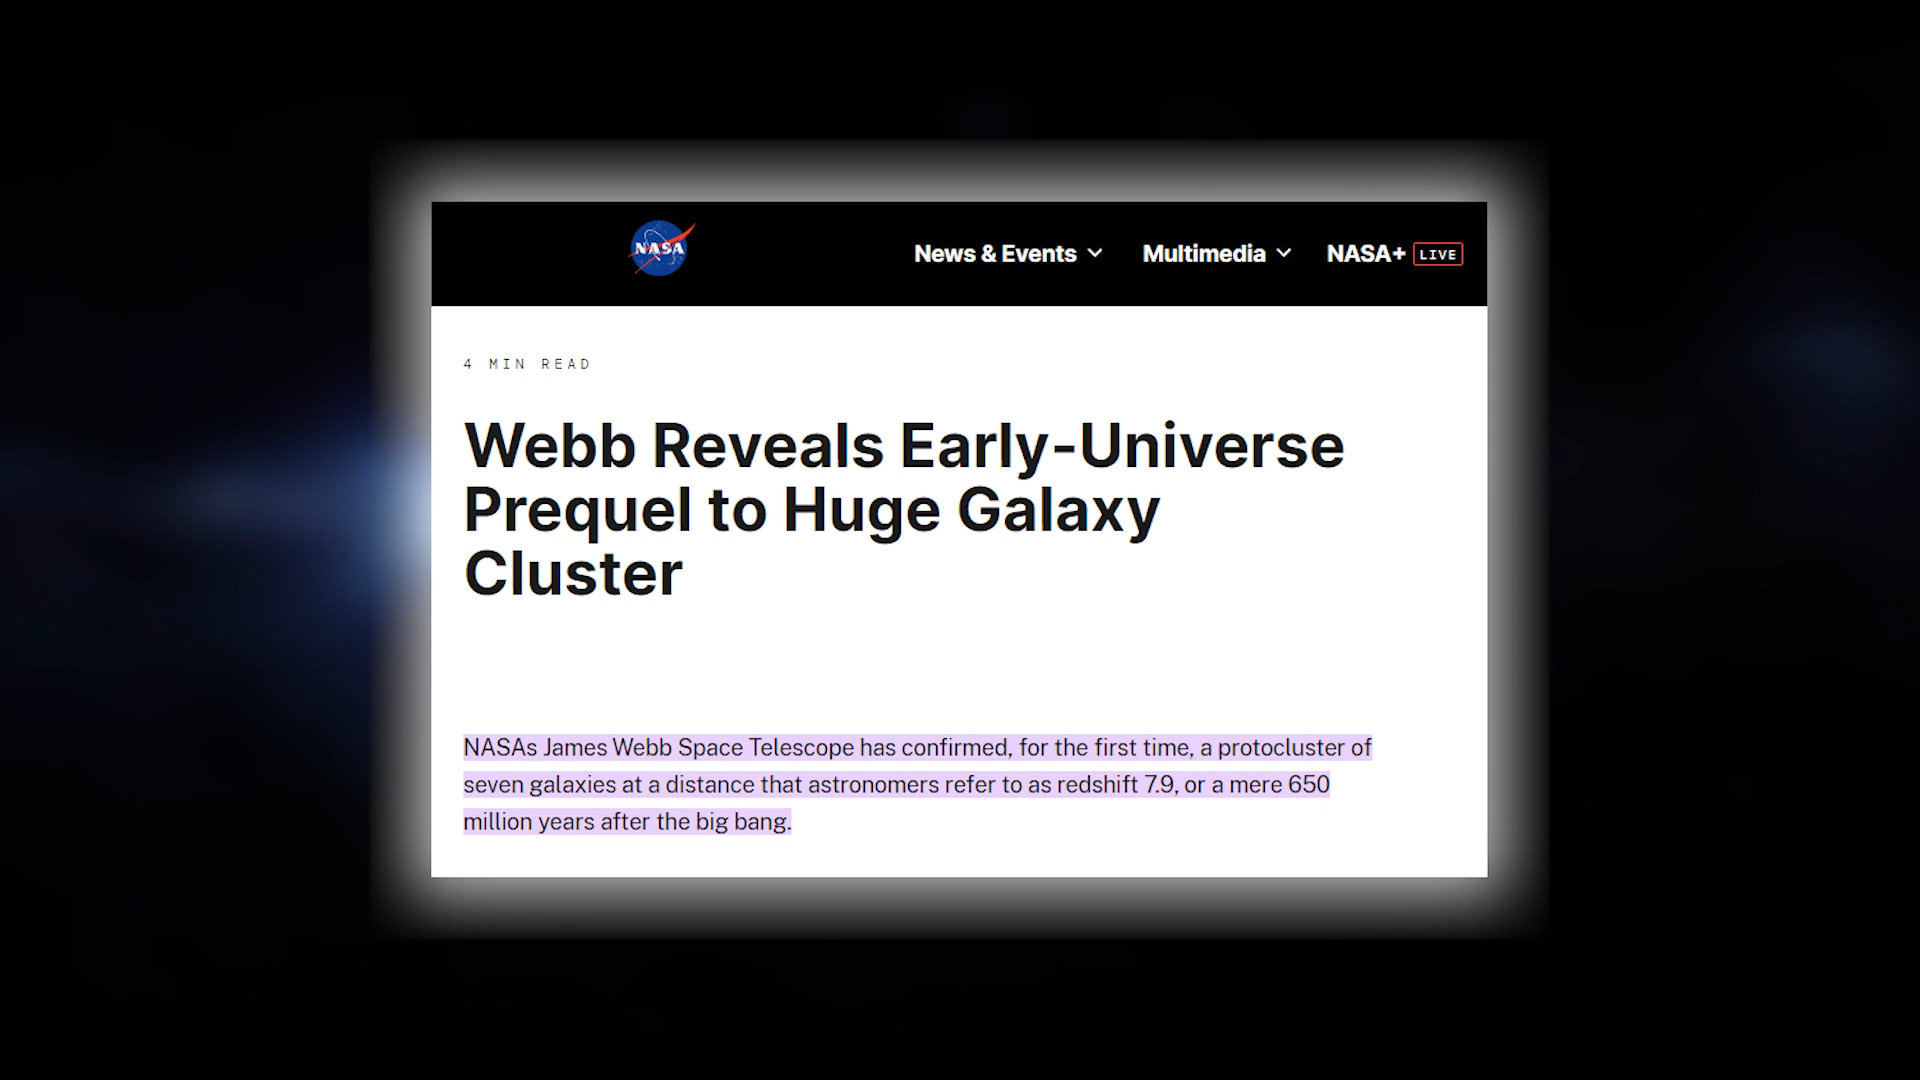 NASA
News & Events
Multimedia
NASA+ LIVE
4 MIN READ
Webb Reveals Early-Universe
Prequel to Huge Galaxy
Cluster
NASAs James Webb Space Telescope has confirmed, for the first time, a protocluster of
seven galaxies at a distance that astronomers refer to as redshift 7.9, or a mere 650
million years after the big bang.